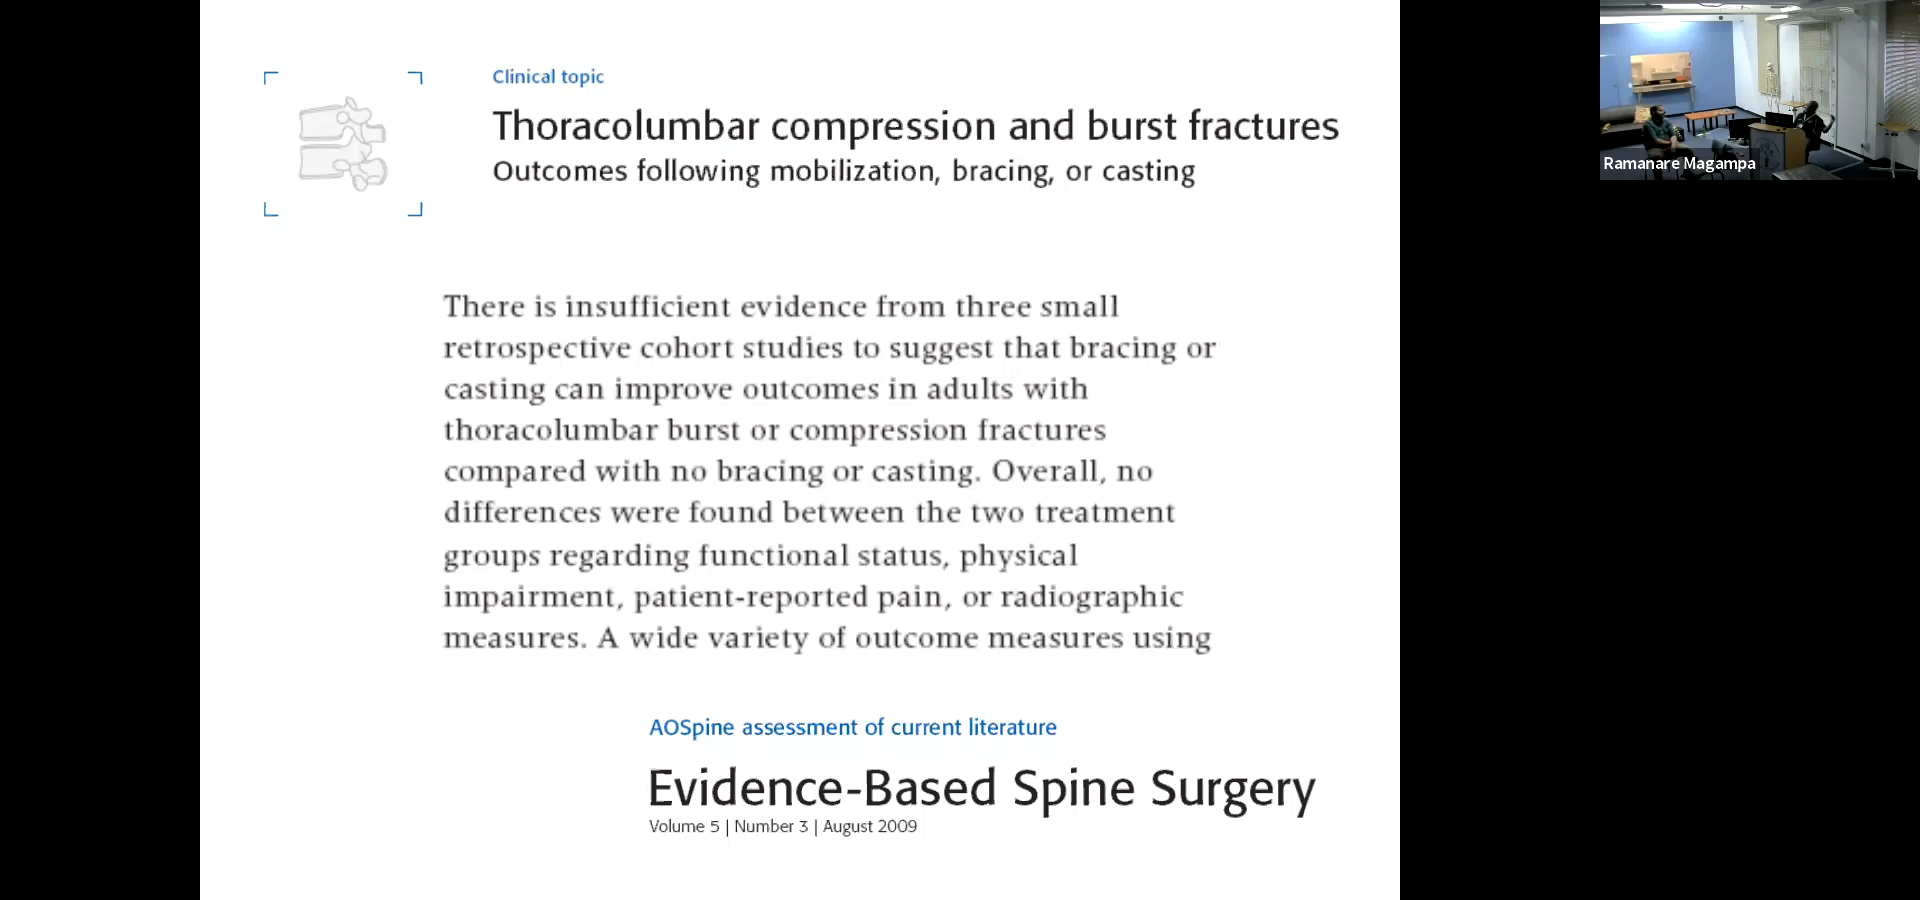 Clinical topic
Thoracolumbar compression and burst fractures
Outcomes following mobilization, bracing, or casting
There is insufficient evidence from three small
retrospective cohort studies to suggest that bracing or
casting can improve outcomes in adults with
thoracolumbar burst or compression fractures
compared with no bracing or casting. Overall, no
differences were found between the two treatment
groups regarding functional status, physical
impairment, patient-reported pain, or radiographic
measures. A wide variety of outcome measures using
AOSpine assessment of current literature
Evidence-Based Spine Surgery
Volume 5 | Number 3 | August 2009
Ramanare Magampa